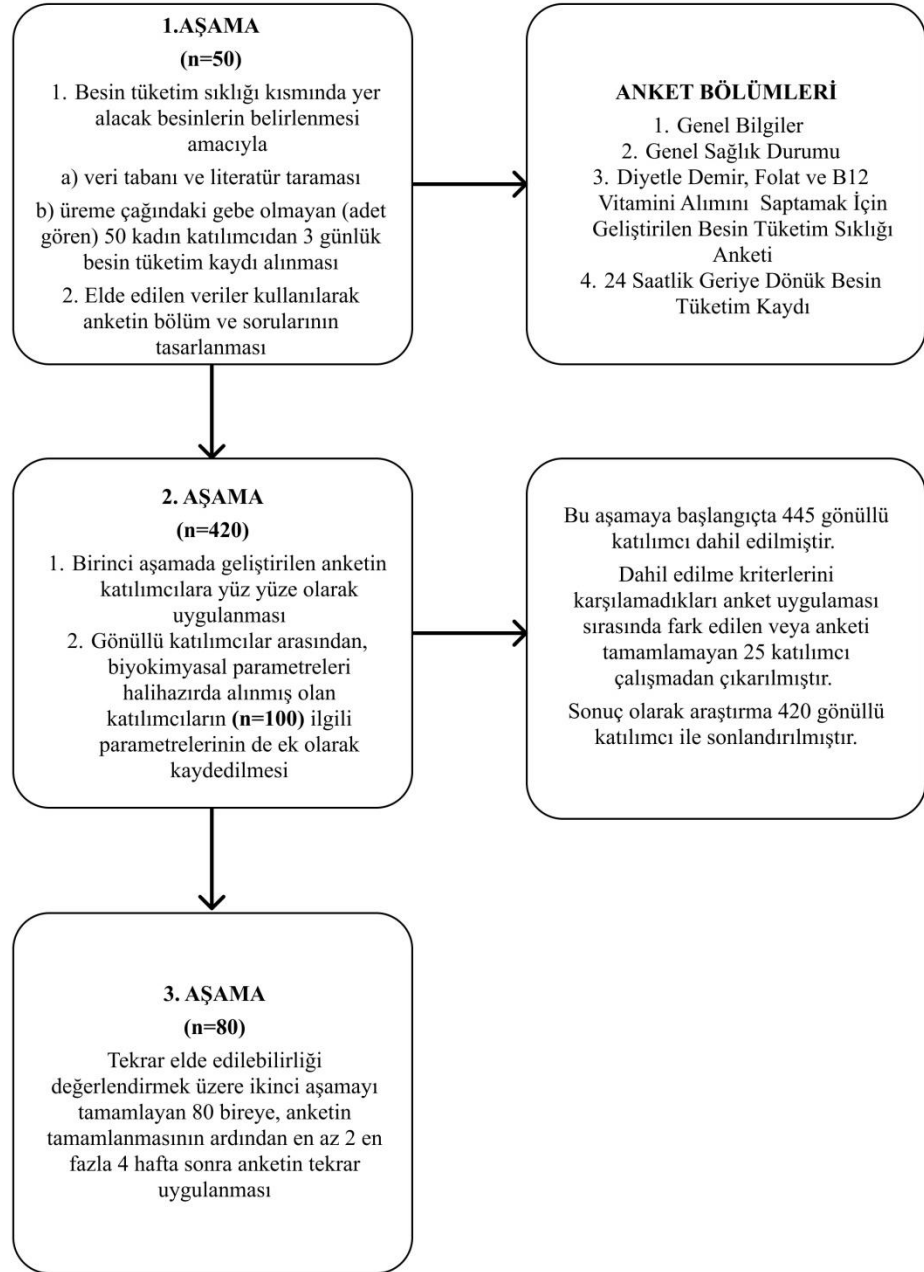 1.AŞAMA
(n=50)
1. Besin tüketim sıklığı kısmında yer
alacak besinlerin belirlenmesi
amacıyla
a) veri tabanı ve literatür taraması
b) üreme çağındaki gebe olmayan (adet
gören) 50 kadın katılımcıdan 3 günlük
besin tüketim kaydı alınması
2. Elde edilen veriler kullanılarak
anketin bölüm ve sorularının
tasarlanması
ANKET BÖLÜMLERİ
1. Genel Bilgiler
2. Genel Sağlık Durumu
3. Diyetle Demir, Folat ve B12
Vitamini Alımını Saptamak İçin
Geliştirilen Besin Tüketim Sıklığı
Anketi
4. 24 Saatlik Geriye Dönük Besin
Tüketim Kaydı
2. AŞAMA
(n=420)
1. Birinci aşamada geliştirilen anketin
katılımcılara yüz yüze olarak
uygulanması
2. Gönüllü katılımcılar arasından,
biyokimyasal parametreleri
halihazırda alınmış olan
katılımcıların (n=100) ilgili
parametrelerinin de ek olarak
kaydedilmesi
Bu aşamaya başlangıçta 445 gönüllü
katılımcı dahil edilmiştir.
Dahil edilme kriterlerini
karşılamadıkları anket uygulaması
sırasında fark edilen veya anketi
tamamlamayan 25 katılımcı
çalışmadan çıkarılmıştır.
Sonuç olarak araştırma 420 gönüllü
katılımcı ile sonlandırılmıştır.
3. AŞAMA
(n=80)
Tekrar elde edilebilirliği
değerlendirmek üzere ikinci aşamayı
tamamlayan 80 bireye, anketin
tamamlanmasının ardından en az 2 en
fazla 4 hafta sonra anketin tekrar
uygulanması